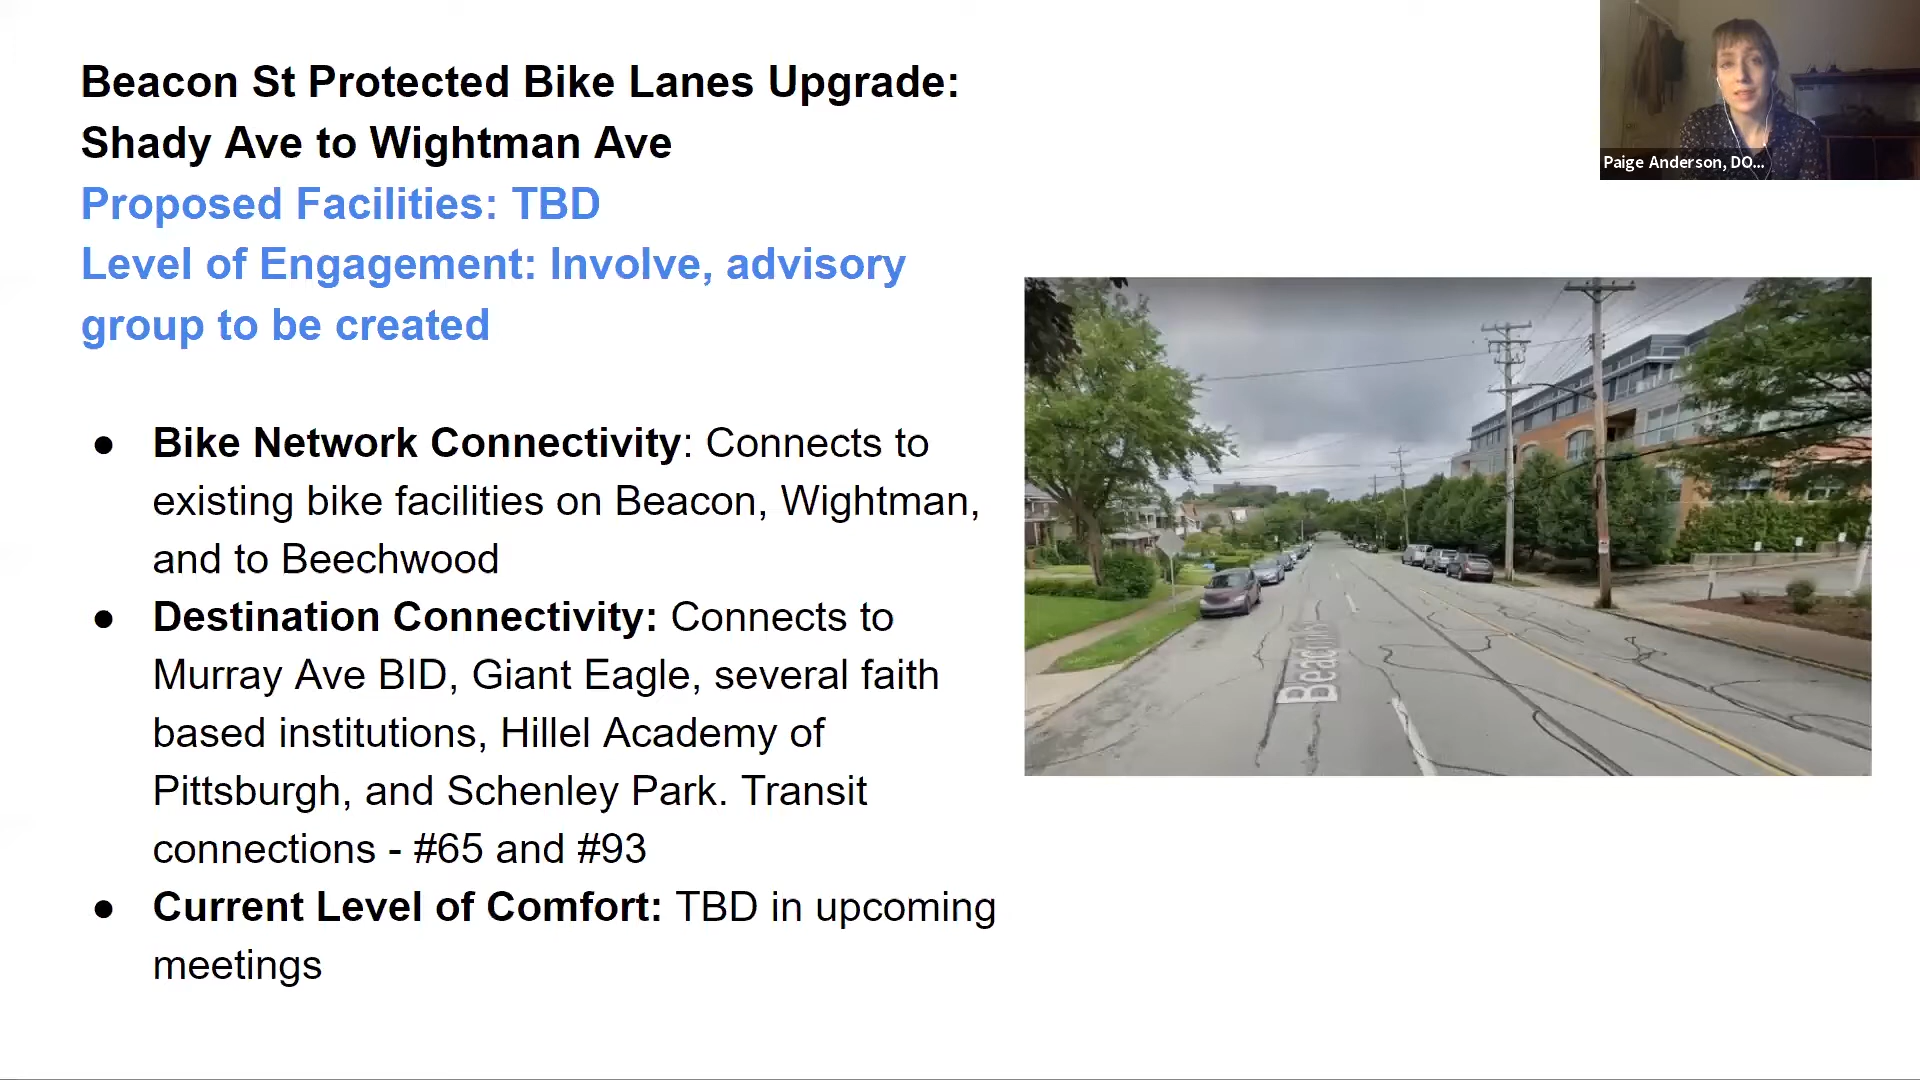 Beacon St Protected Bike Lanes Upgrade:
Shady Ave to Wightman Ave
Proposed Facilities: TBD
Level of Engagement: Involve, advisory
group to be created
● Bike Network Connectivity: Connects to
existing bike facilities on Beacon, Wightman,
and to Beechwood
● Destination Connectivity: Connects to
Murray Ave BID, Giant Eagle, several faith
based institutions, Hillel Academy of
Pittsburgh, and Schenley Park. Transit
connections - #65 and #93
● Current Level of Comfort: TBD in upcoming
meetings
Paige Anderson, DO...